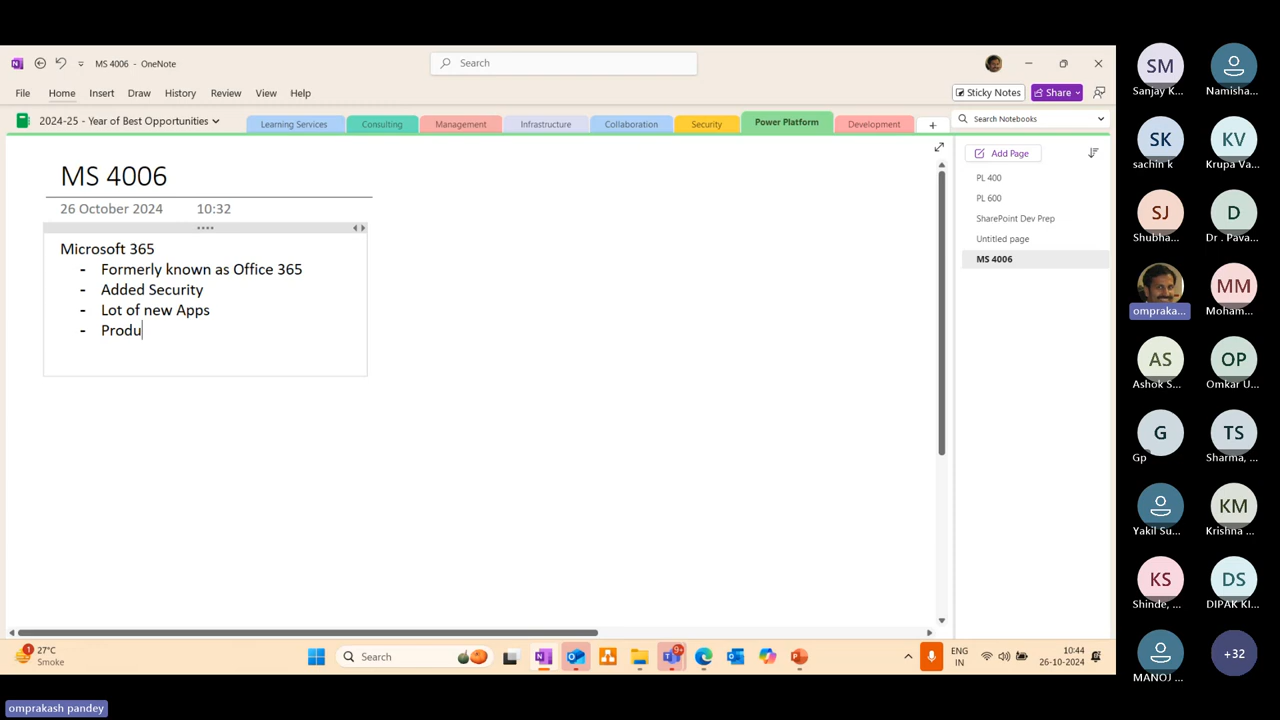 MS 4006 - OneNote
Search
File Home Insert Draw History Review View Help
Sticky Notes
Share
2024-25 - Year of Best Opportunities
Learning Services
Consulting
Management
Infrastructure
Collaboration
Security
Power Platform
Development
+
Search Notebooks
MS 4006
26 October 2024 10:32
Microsoft 365
- Formerly known as Office 365
- Added Security
- Lot of new Apps
- Produ
Add Page
PL 400
PL 600
SharePoint Dev Prep
Untitled page
MS 4006
1
27°C
Smoke
Search
9+
ENG
IN
10:44
26-10-2024
SM
Sanjay K...
Namisha...
SK
sachin k
KV
Krupa Va...
SJ
Shubha...
D
Dr . Pava...
ompraka...
MM
Moham...
AS
Ashok S...
OP
Omkar U...
G
Gp
TS
Sharma, ...
Yakil Su...
KM
Krishna ...
KS
Shinde, ...
DS
DIPAK KI...
MANOJ ...
+32
omprakash pandey